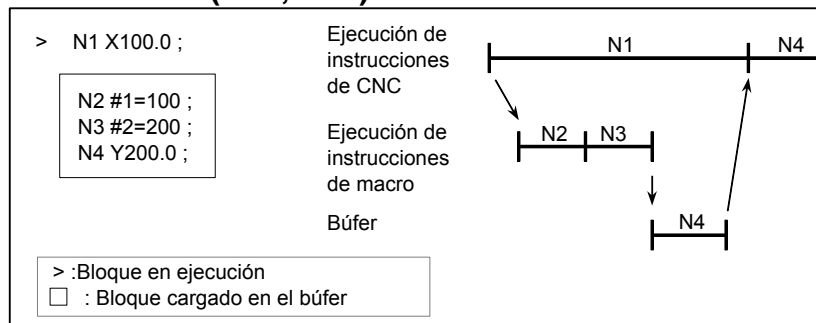 > N1 X100.0 ;
N2 #1=100 ;
N3 #2=200 ;
N4 Y200.0 ;
Ejecución de
instrucciones
de CNC
N1
N4
Ejecución de
instrucciones
de macro
N2
N3
Búfer
N4
> :Bloque en ejecución
□ : Bloque cargado en el búfer